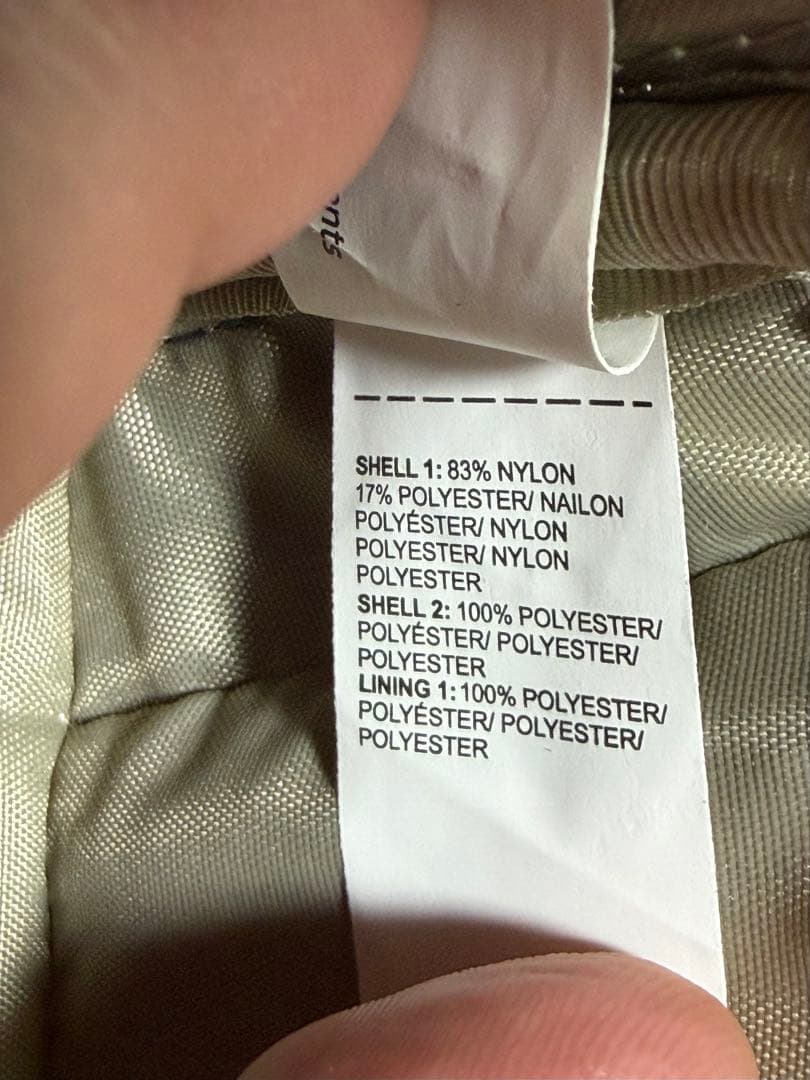 SHELL 1: 83% NYLON
17% POLYESTER/ NAILON
POLYÉSTER/ NYLON
POLYESTER/ NYLON
POLYESTER
SHELL 2: 100% POLYESTER/
POLYÉSTER/ POLYESTER/
POLYESTER
LINING 1: 100% POLYESTER/
POLYÉSTER/ POLYESTER/
POLYESTER